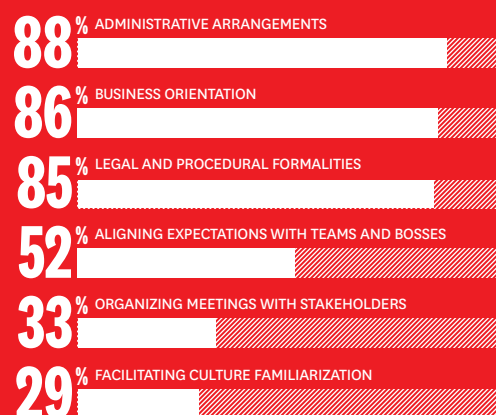 88% ADMINISTRATIVE ARRANGEMENTS
86% BUSINESS ORIENTATION
85% LEGAL AND PROCEDURAL FORMALITIES
52% ALIGNING EXPECTATIONS WITH TEAMS AND BOSSES
33% ORGANIZING MEETINGS WITH STAKEHOLDERS
29% FACILITATING CULTURE FAMILIARIZATION